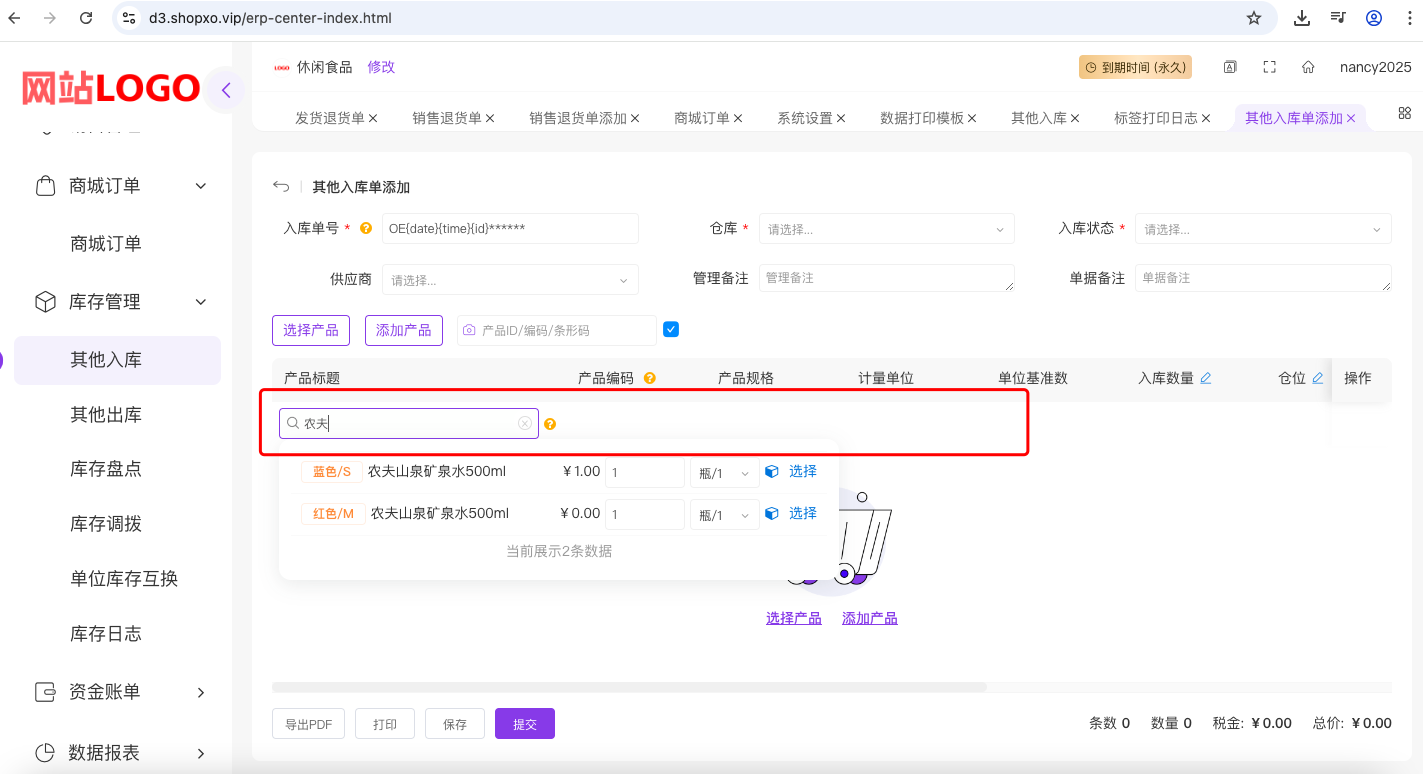 d3.shopxo.vip/erp-center-index.html
网站LOGO
LOGO 休闲食品 修改 到期时间 (永久) nancy2025
发货退货单 销售退货单 销售退货单添加 商城订单 系统设置 数据打印模板 其他入库 标签打印日志 其他入库单添加
商城订单
商城订单
库存管理
其他入库
其他出库
库存盘点
库存调拨
单位库存互换
库存日志
资金账单
数据报表
其他入库单添加
入库单号 * OE{date}{time}{id}****** 仓库 * 请选择... 入库状态 * 请选择...
供应商 请选择... 管理备注 管理备注 单据备注 单据备注
选择产品 添加产品 产品ID/编码/条形码
产品标题 产品编码 产品规格 计量单位 单位基准数 入库数量 仓位 操作
农夫
蓝色/S 农夫山泉矿泉水500ml ¥1.00 1 瓶/1 选择
红色/M 农夫山泉矿泉水500ml ¥0.00 1 瓶/1 选择
当前展示2条数据
选择产品 添加产品
导出PDF 打印 保存 提交 条数 0 数量 0 税金: ¥0.00 总价: ¥0.00